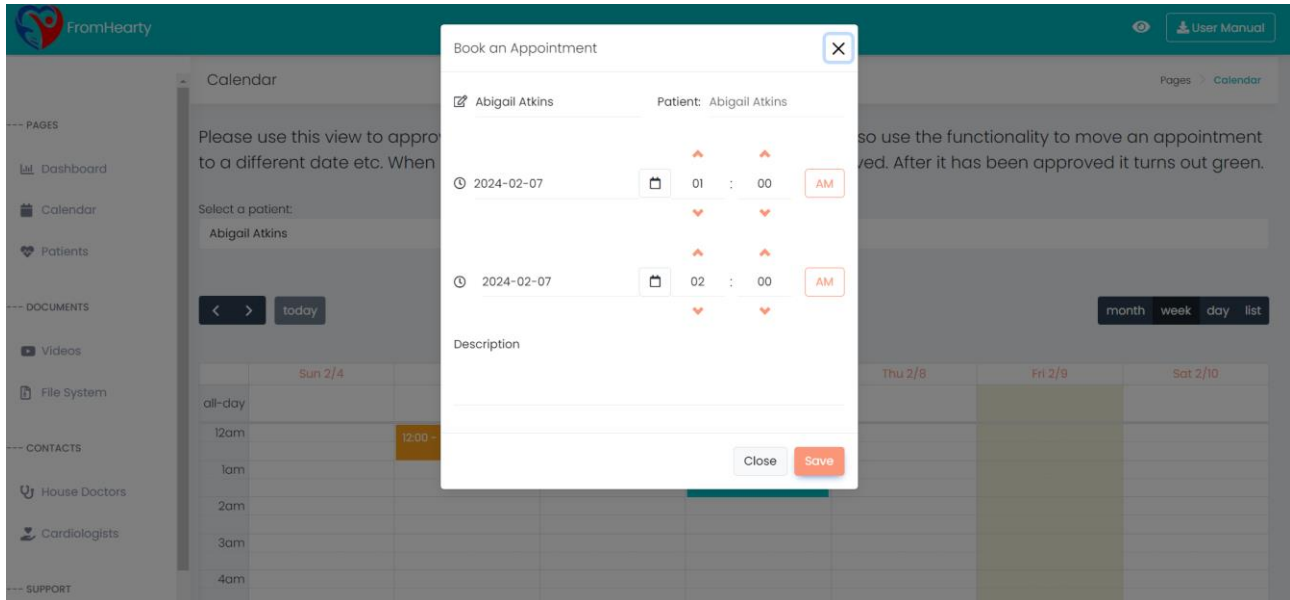 FromHearty
User Manual
Book an Appointment
Calendar
Pages > Calendar
Abigail Atkins
Patient: Abigail Atkins
--- PAGES
Please use this view to appro
so use the functionality to move an appointment
to a different date etc. When
ved. After it has been approved it turns out green.
Dashboard
Calendar
Patients
2024-02-07
01 : 00 AM
Select a patient:
Abigail Atkins
2024-02-07
02 : 00 AM
--- DOCUMENTS
today
month week day list
Videos
File System
Description
Sun 2/4
Thu 2/8
Fri 2/9
Sat 2/10
all-day
12am
12:00 -
--- CONTACTS
Close
Save
1am
House Doctors
2am
Cardiologists
3am
4am
--- SUPPORT